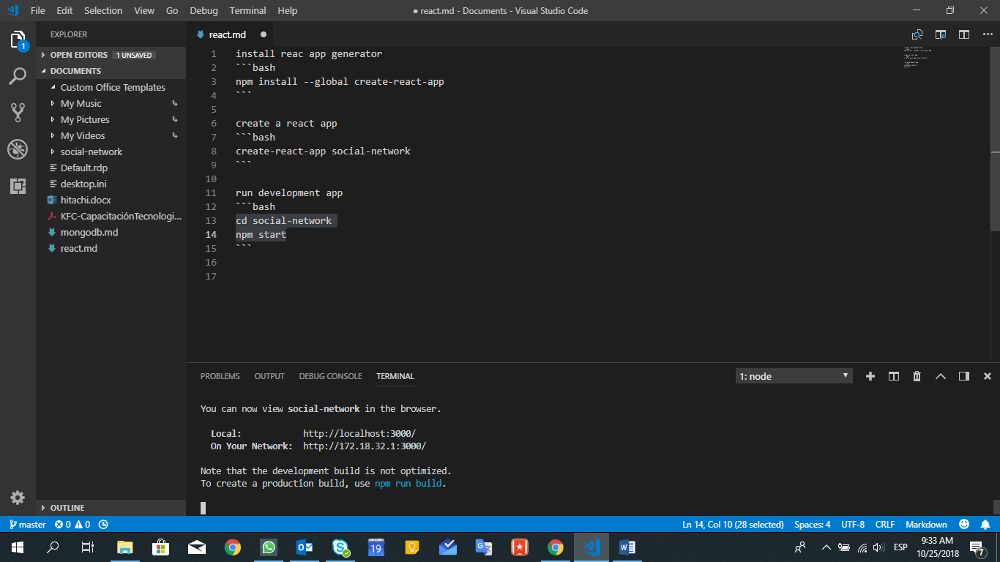 File Edit Selection View Go Debug Terminal Help
● react.md - Documents - Visual Studio Code
EXPLORER
OPEN EDITORS 1 UNSAVED
DOCUMENTS
Custom Office Templates
My Music
My Pictures
My Videos
social-network
Default.rdp
desktop.ini
hitachi.docx
KFC-CapacitaciónTecnologi...
mongodb.md
react.md
OUTLINE
1
react.md
1 install reac app generator
2 ```bash
3 npm install --global create-react-app
4 ```
5
6 create a react app
7 ```bash
8 create-react-app social-network
9 ```
10
11 run development app
12 ```bash
13 cd social-network
14 npm start
15 ```
16
17
PROBLEMS OUTPUT DEBUG CONSOLE TERMINAL 1: node
You can now view social-network in the browser.
Local: http://localhost:3000/
On Your Network: http://172.18.32.1:3000/
Note that the development build is not optimized.
To create a production build, use npm run build.
master 0 0 Ln 14, Col 10 (28 selected) Spaces: 4 UTF-8 CRLF Markdown
19
ESP
9:33 AM
10/25/2018
7